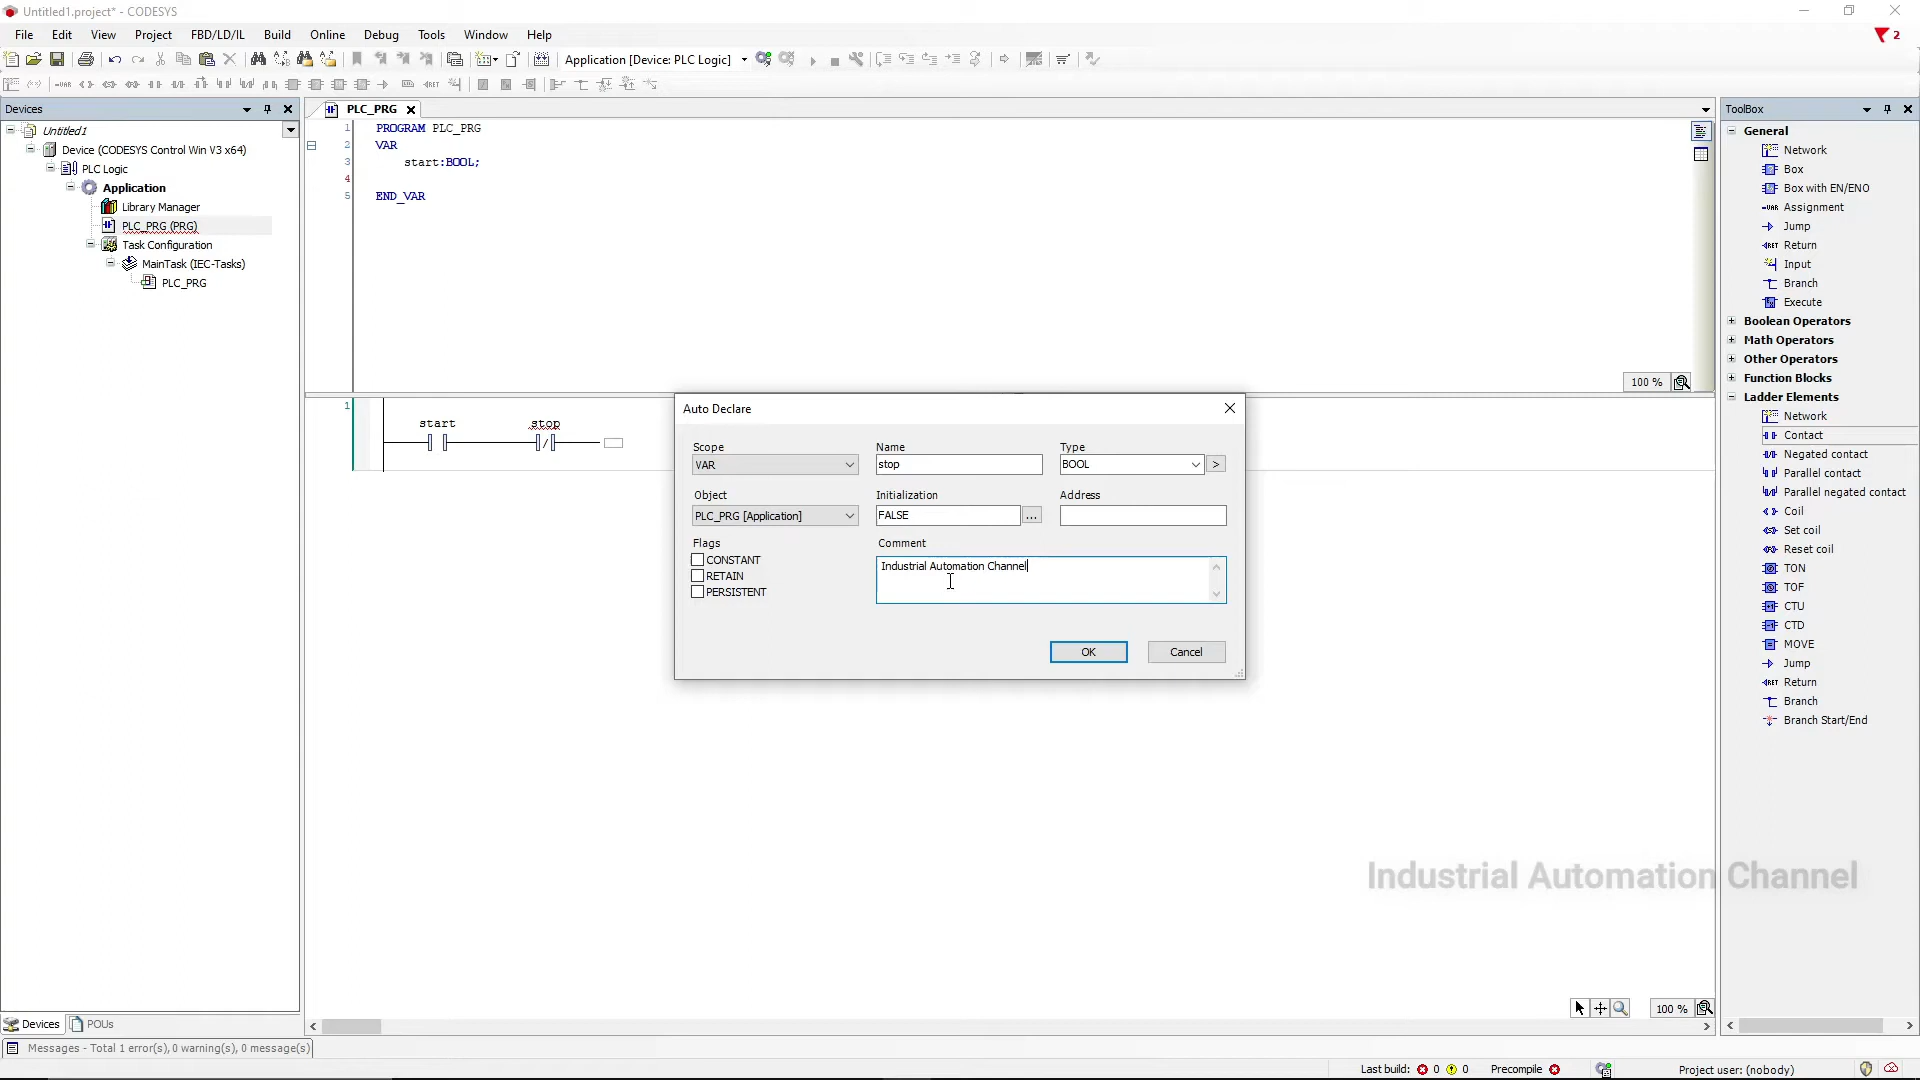 Untitled1.project* - CODESYS
File Edit View Project FBD/LD/IL Build Online Debug Tools Window Help
2
Application [Device: PLC Logic]
Devices
Untitled1
Device (CODESYS Control Win V3 x64)
PLC Logic
Application
Library Manager
PLC_PRG (PRG)
Task Configuration
MainTask (IEC-Tasks)
PLC_PRG
Devices POUs
PLC_PRG
1 PROGRAM PLC_PRG
2 VAR
3 start:BOOL;
4
5 END_VAR
100 %
1
start stop
Auto Declare
Scope Name Type
VAR stop BOOL >
Object Initialization Address
PLC_PRG [Application] FALSE ...
Flags Comment
CONSTANT Industrial Automation Channel
RETAIN
PERSISTENT
OK Cancel
Industrial Automation Channel
100 %
ToolBox
General
Network
Box
Box with EN/ENO
Assignment
Jump
Return
Input
Branch
Execute
Boolean Operators
Math Operators
Other Operators
Function Blocks
Ladder Elements
Network
Contact
Negated contact
Parallel contact
Parallel negated contact
Coil
Set coil
Reset coil
TON
TOF
CTU
CTD
MOVE
Jump
Return
Branch
Branch Start/End
Messages - Total 1 error(s), 0 warning(s), 0 message(s)
Last build: 0 0 Precompile Project user: (nobody)